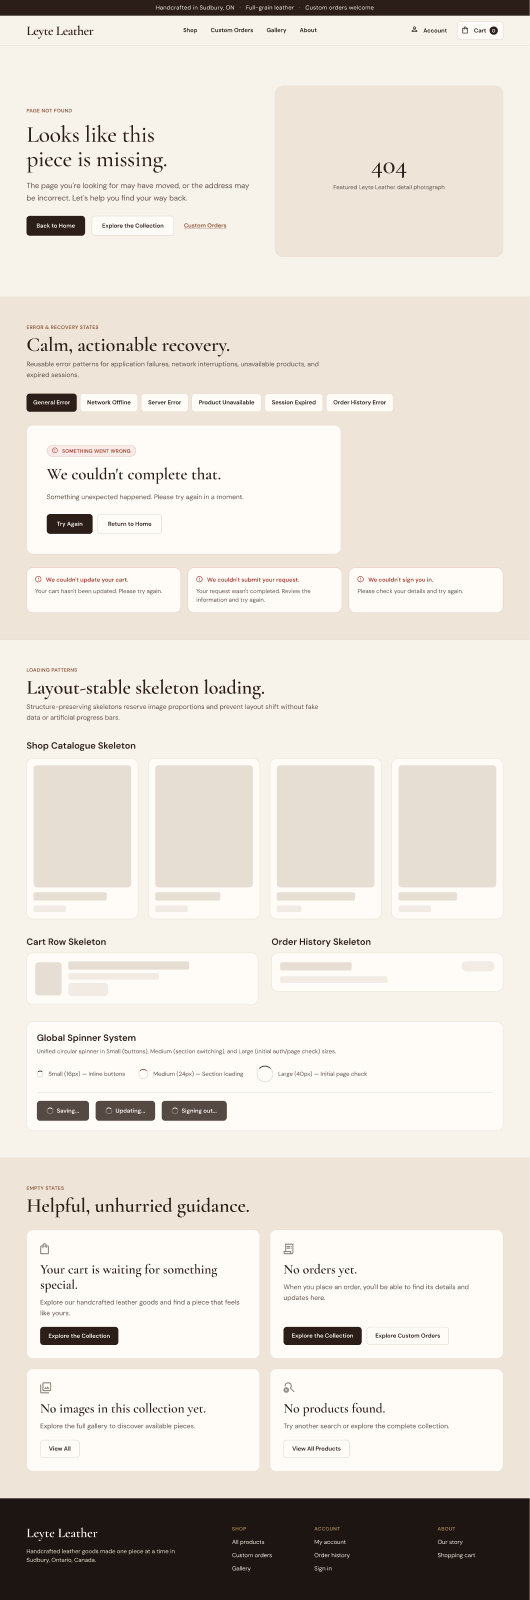 Handcrafted in Sudbury, ON · Full-grain leather · Custom orders welcome
Leyte Leather
Shop Custom Orders Gallery About
Account Cart 0
PAGE NOT FOUND
Looks like this
piece is missing.
The page you're looking for may have moved, or the address may
be incorrect. Let's help you find your way back.
Back to Home Explore the Collection Custom Orders
404
Featured Leyte Leather detail photograph
ERROR & RECOVERY STATES
Calm, actionable recovery.
Reusable error patterns for application failures, network interruptions, unavailable products, and
expired sessions.
General Error Network Offline Server Error Product Unavailable Session Expired Order History Error
SOMETHING WENT WRONG
We couldn't complete that.
Something unexpected happened. Please try again in a moment.
Try Again Return to Home
We couldn't update your cart.
Your cart hasn't been updated. Please try again.
We couldn't submit your request.
Your request wasn't completed. Review the
information and try again.
We couldn't sign you in.
Please check your details and try again.
LOADING PATTERNS
Layout-stable skeleton loading.
Structure-preserving skeletons reserve image proportions and prevent layout shift without fake
data or artificial progress bars.
Shop Catalogue Skeleton
Cart Row Skeleton
Order History Skeleton
Global Spinner System
Unified circular spinner in Small (buttons), Medium (section switching), and Large (initial auth/page check) sizes.
Small (16px) — Inline buttons Medium (24px) — Section loading Large (40px) — Initial page check
Saving... Updating... Signing out...
EMPTY STATES
Helpful, unhurried guidance.
Your cart is waiting for something
special.
Explore our handcrafted leather goods and find a piece that feels
like yours.
Explore the Collection
No orders yet.
When you place an order, you'll be able to find its details and
updates here.
Explore the Collection Explore Custom Orders
No images in this collection yet.
Explore the full gallery to discover available pieces.
View All
No products found.
Try another search or explore the complete collection.
View All Products
Leyte Leather
Handcrafted leather goods made one piece at a time in
Sudbury, Ontario, Canada.
SHOP
All products
Custom orders
Gallery
ACCOUNT
My account
Order history
Sign in
ABOUT
Our story
Shopping cart